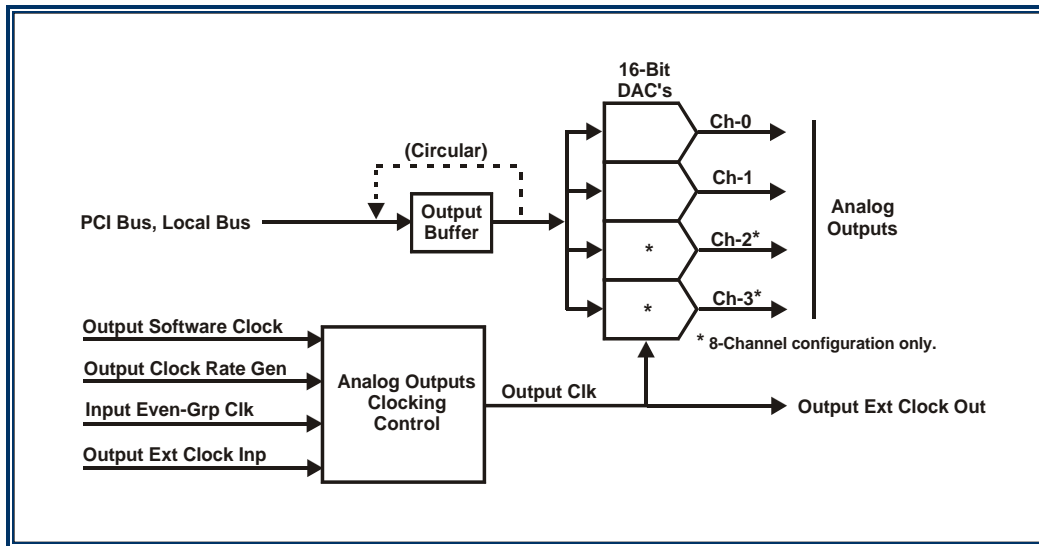 16-Bit
DAC's
Ch-0
(Circular)
Ch-1
PCI Bus, Local Bus
Output
Buffer
Analog
Outputs
*
Ch-2*
*
Ch-3*
* 8-Channel configuration only.
Output Software Clock
Output Clock Rate Gen
Input Even-Grp Clk
Output Ext Clock Inp
Analog Outputs
Clocking
Control
Output Clk
Output Ext Clock Out